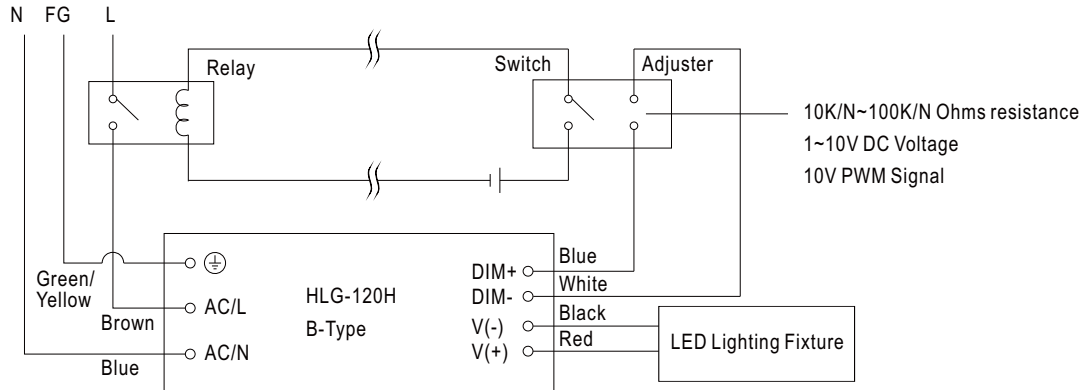 N FG L
Relay
Switch
Adjuster
10K/N~100K/N Ohms resistance
1~10V DC Voltage
10V PWM Signal
Green/
Yellow
Brown
Blue
AC/L
AC/N
HLG-120H
B-Type
DIM+
DIM-
V(-)
V(+)
Blue
White
Black
Red
LED Lighting Fixture